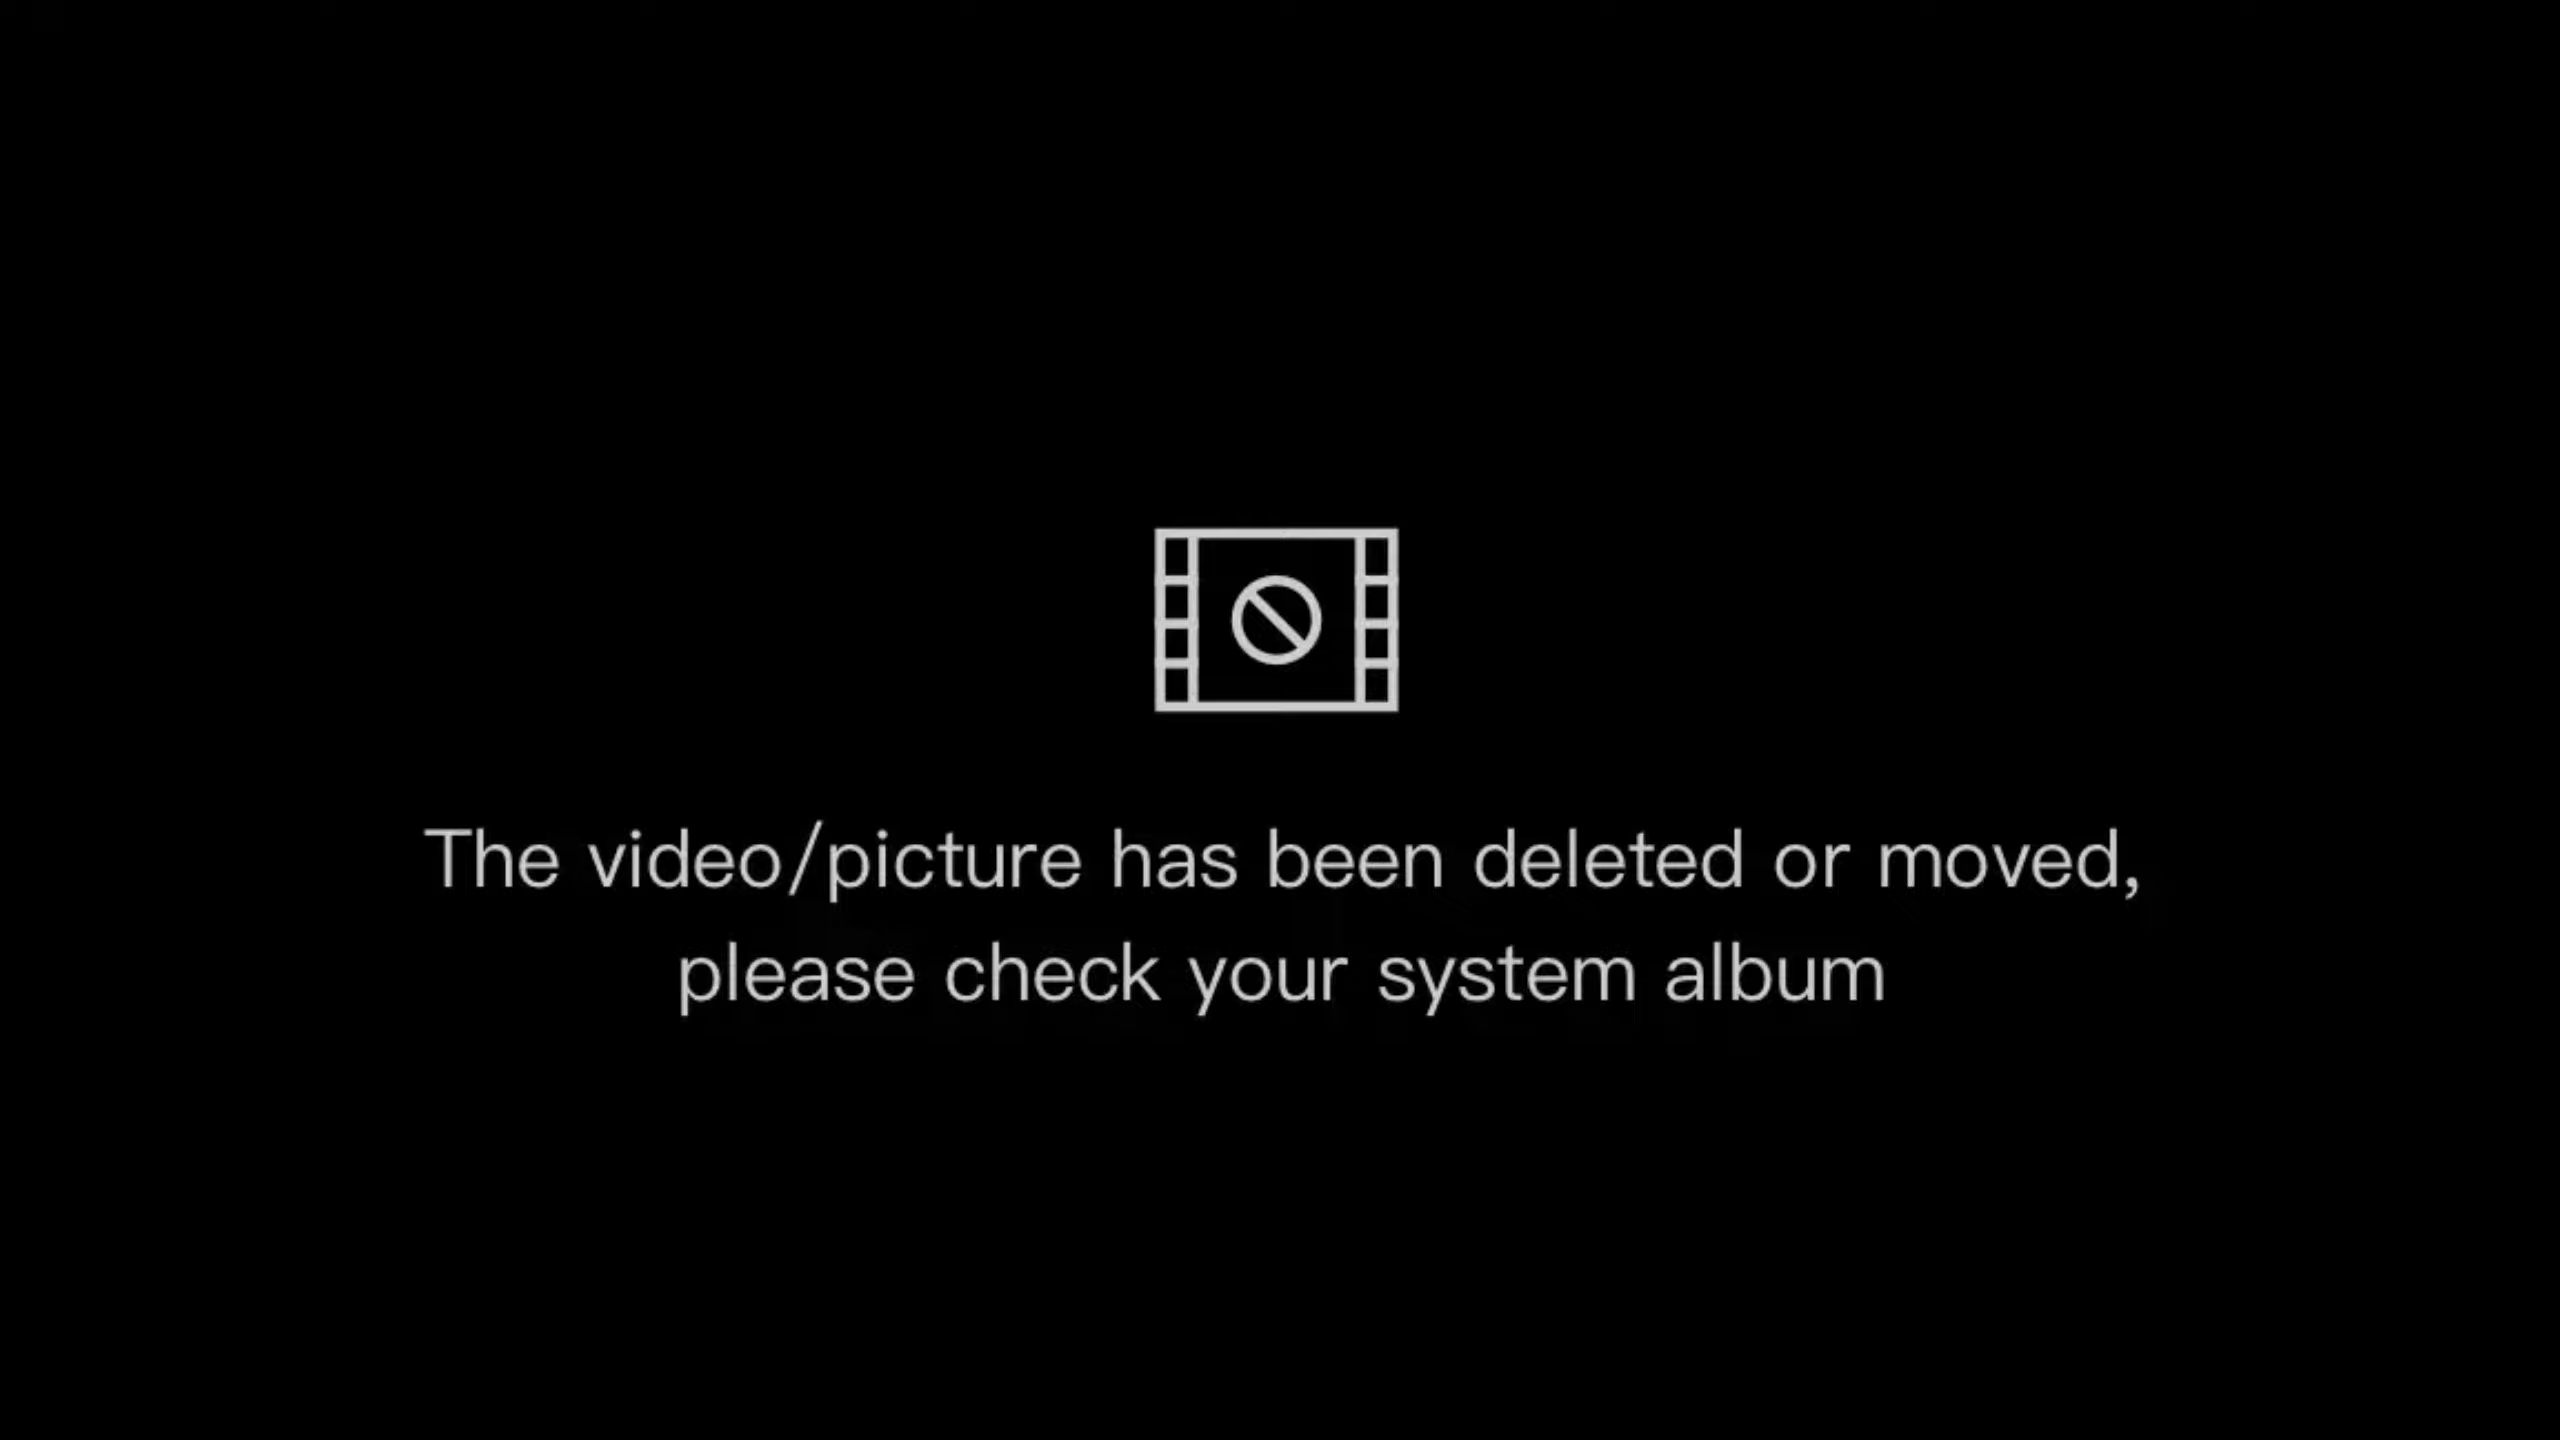 The video/picture has been deleted or moved,
please check your system album